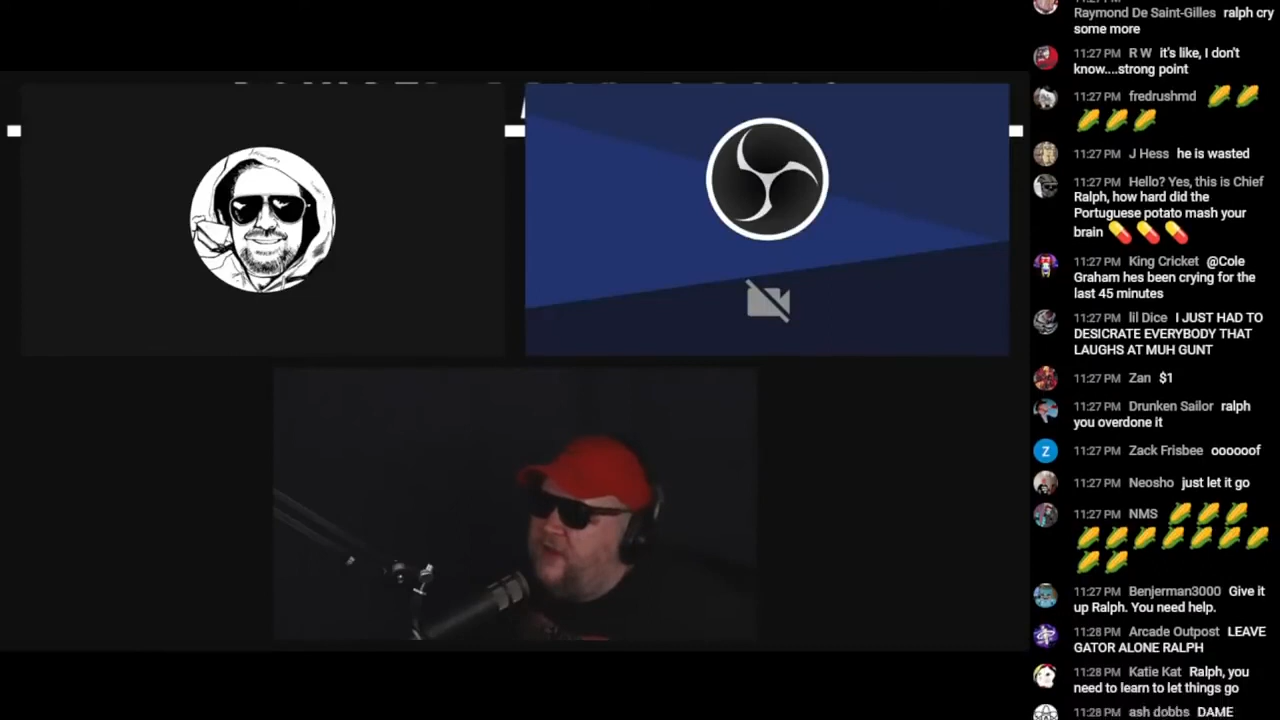 Raymond De Saint-Gilles ralph cry
some more
11:27 PM R W it's like, I don't
know....strong point
11:27 PM fredrushmd 🌽 🌽
🌽 🌽 🌽
11:27 PM J Hess he is wasted
11:27 PM Hello? Yes, this is Chief
Ralph, how hard did the
Portuguese potato mash your
brain 💊 💊 💊
11:27 PM King Cricket @Cole
Graham hes been crying for the
last 45 minutes
11:27 PM lil Dice I JUST HAD TO
DESICRATE EVERYBODY THAT
LAUGHS AT MUH GUNT
11:27 PM Zan $1
11:27 PM Drunken Sailor ralph
you overdone it
Z 11:27 PM Zack Frisbee oooooof
11:27 PM Neosho just let it go
11:27 PM NMS 🌽 🌽 🌽
🌽 🌽 🌽 🌽 🌽 🌽 🌽
🌽 🌽
11:27 PM Benjerman3000 Give it
up Ralph. You need help.
11:28 PM Arcade Outpost LEAVE
GATOR ALONE RALPH
11:28 PM Katie Kat Ralph, you
need to learn to let things go
11:28 PM ash dobbs DAME